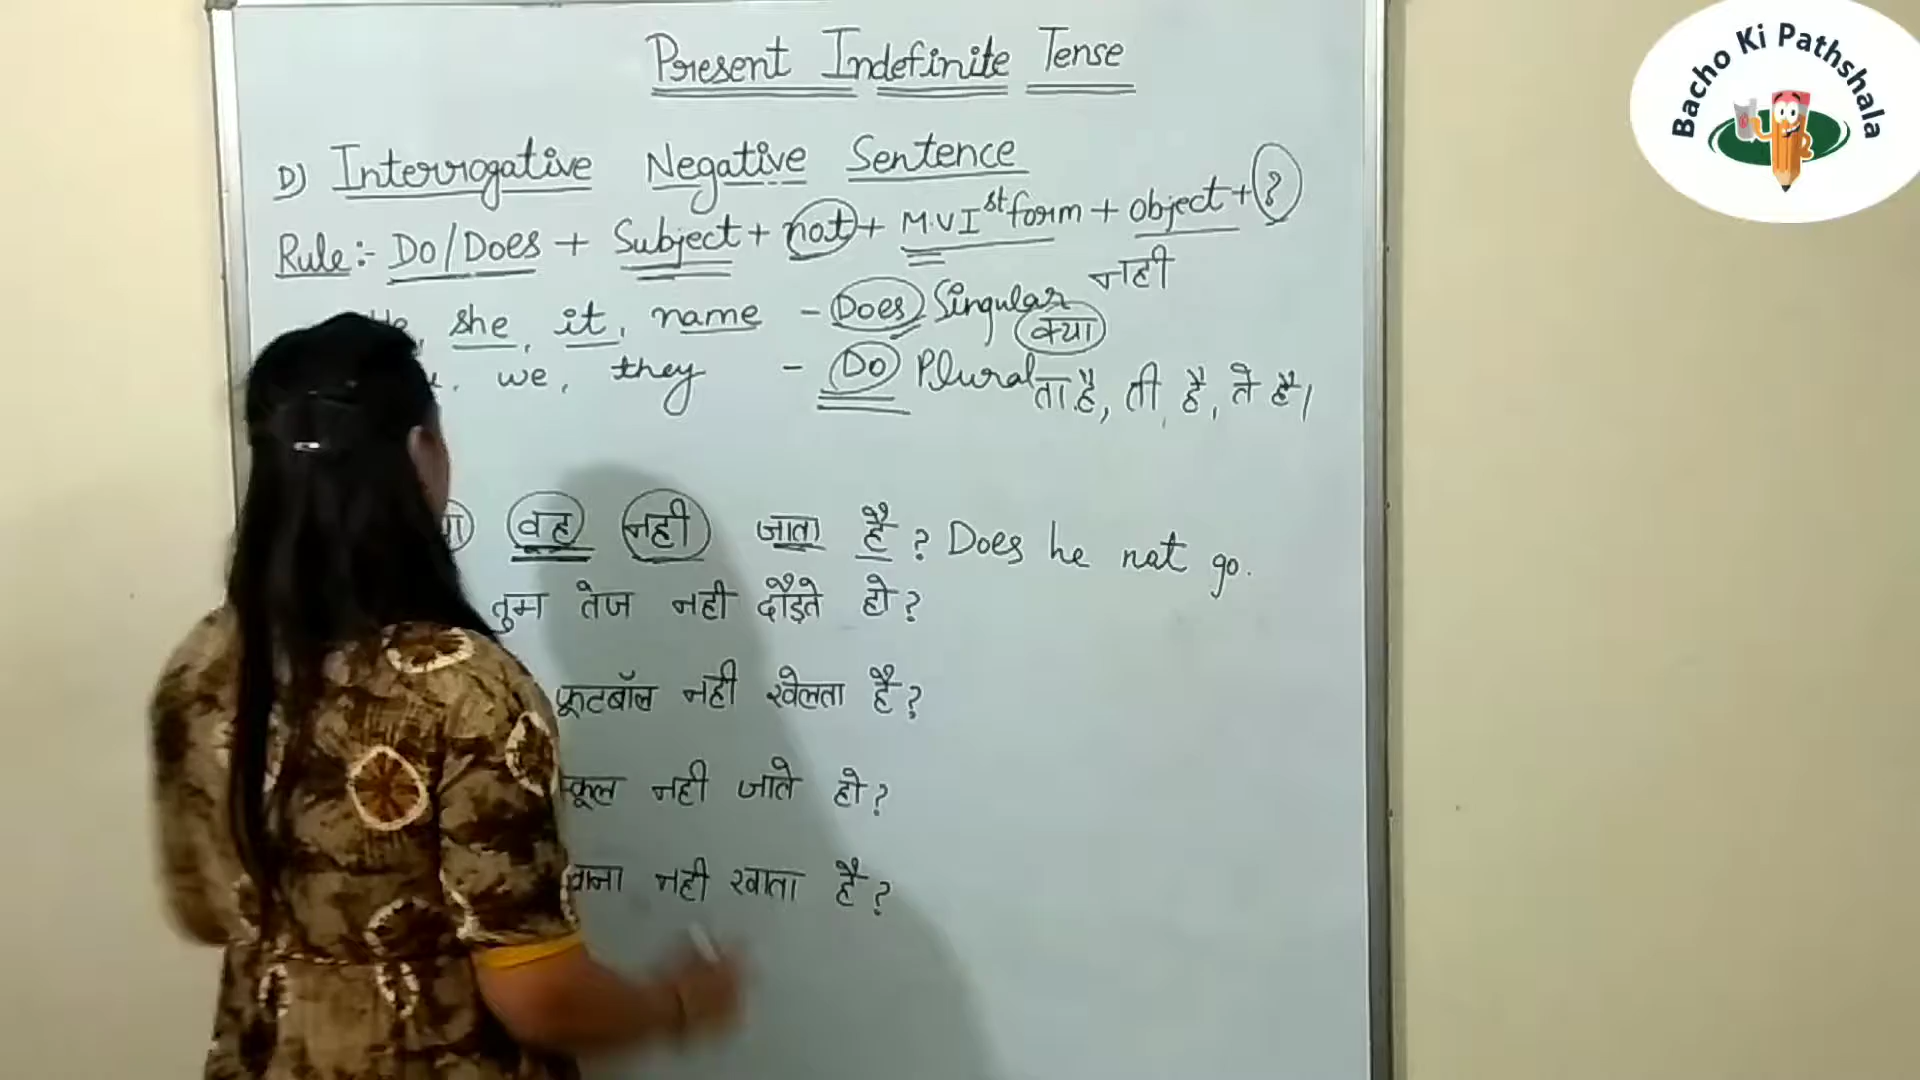 Present Indefinite Tense
Bacho Ki Pathshala
D) Interrogative Negative Sentence
Rule:- Do/Does + Subject + not + M.V Ist form + object + ?
नही
she, it, name - Does Singular
क्या
we, they - Do Plural
ता है, ती है, ते है।
वह नही जाता है ? Does he not go.
तुम तेज नही दौड़ते हो ?
फूटबॉल नही खेलता है ?
नही जाते हो ?
नही खाता है ?